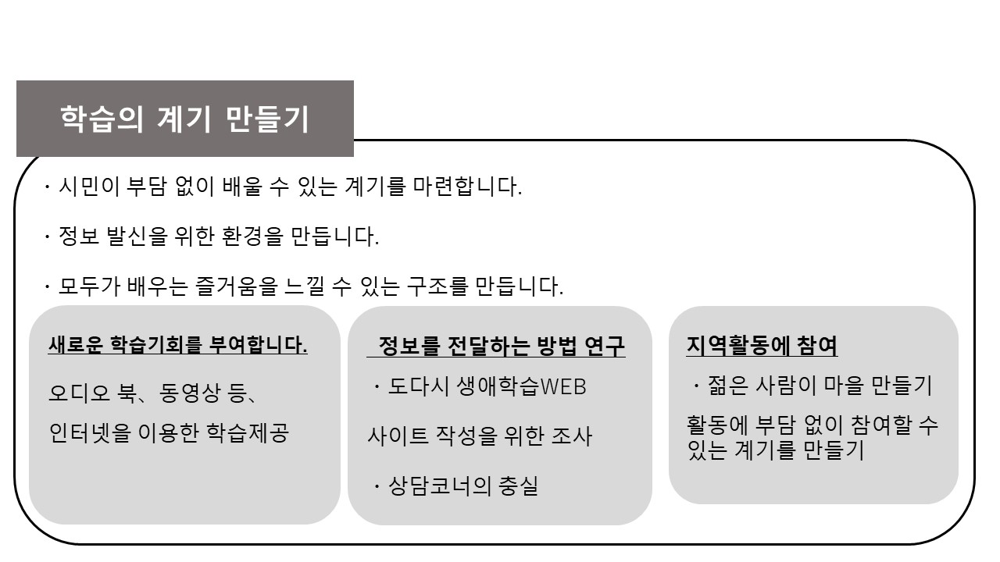 학습의 계기 만들기
・시민이 부담 없이 배울 수 있는 계기를 마련합니다.
・정보 발신을 위한 환경을 만듭니다.
・모두가 배우는 즐거움을 느낄 수 있는 구조를 만듭니다.
새로운 학습기회를 부여합니다.
오디오 북、동영상 등、
인터넷을 이용한 학습제공
정보를 전달하는 방법 연구
・도다시 생애학습WEB
사이트 작성을 위한 조사
・상담코너의 충실
지역활동에 참여
・젊은 사람이 마을 만들기
활동에 부담 없이 참여할 수
있는 계기를 만들기